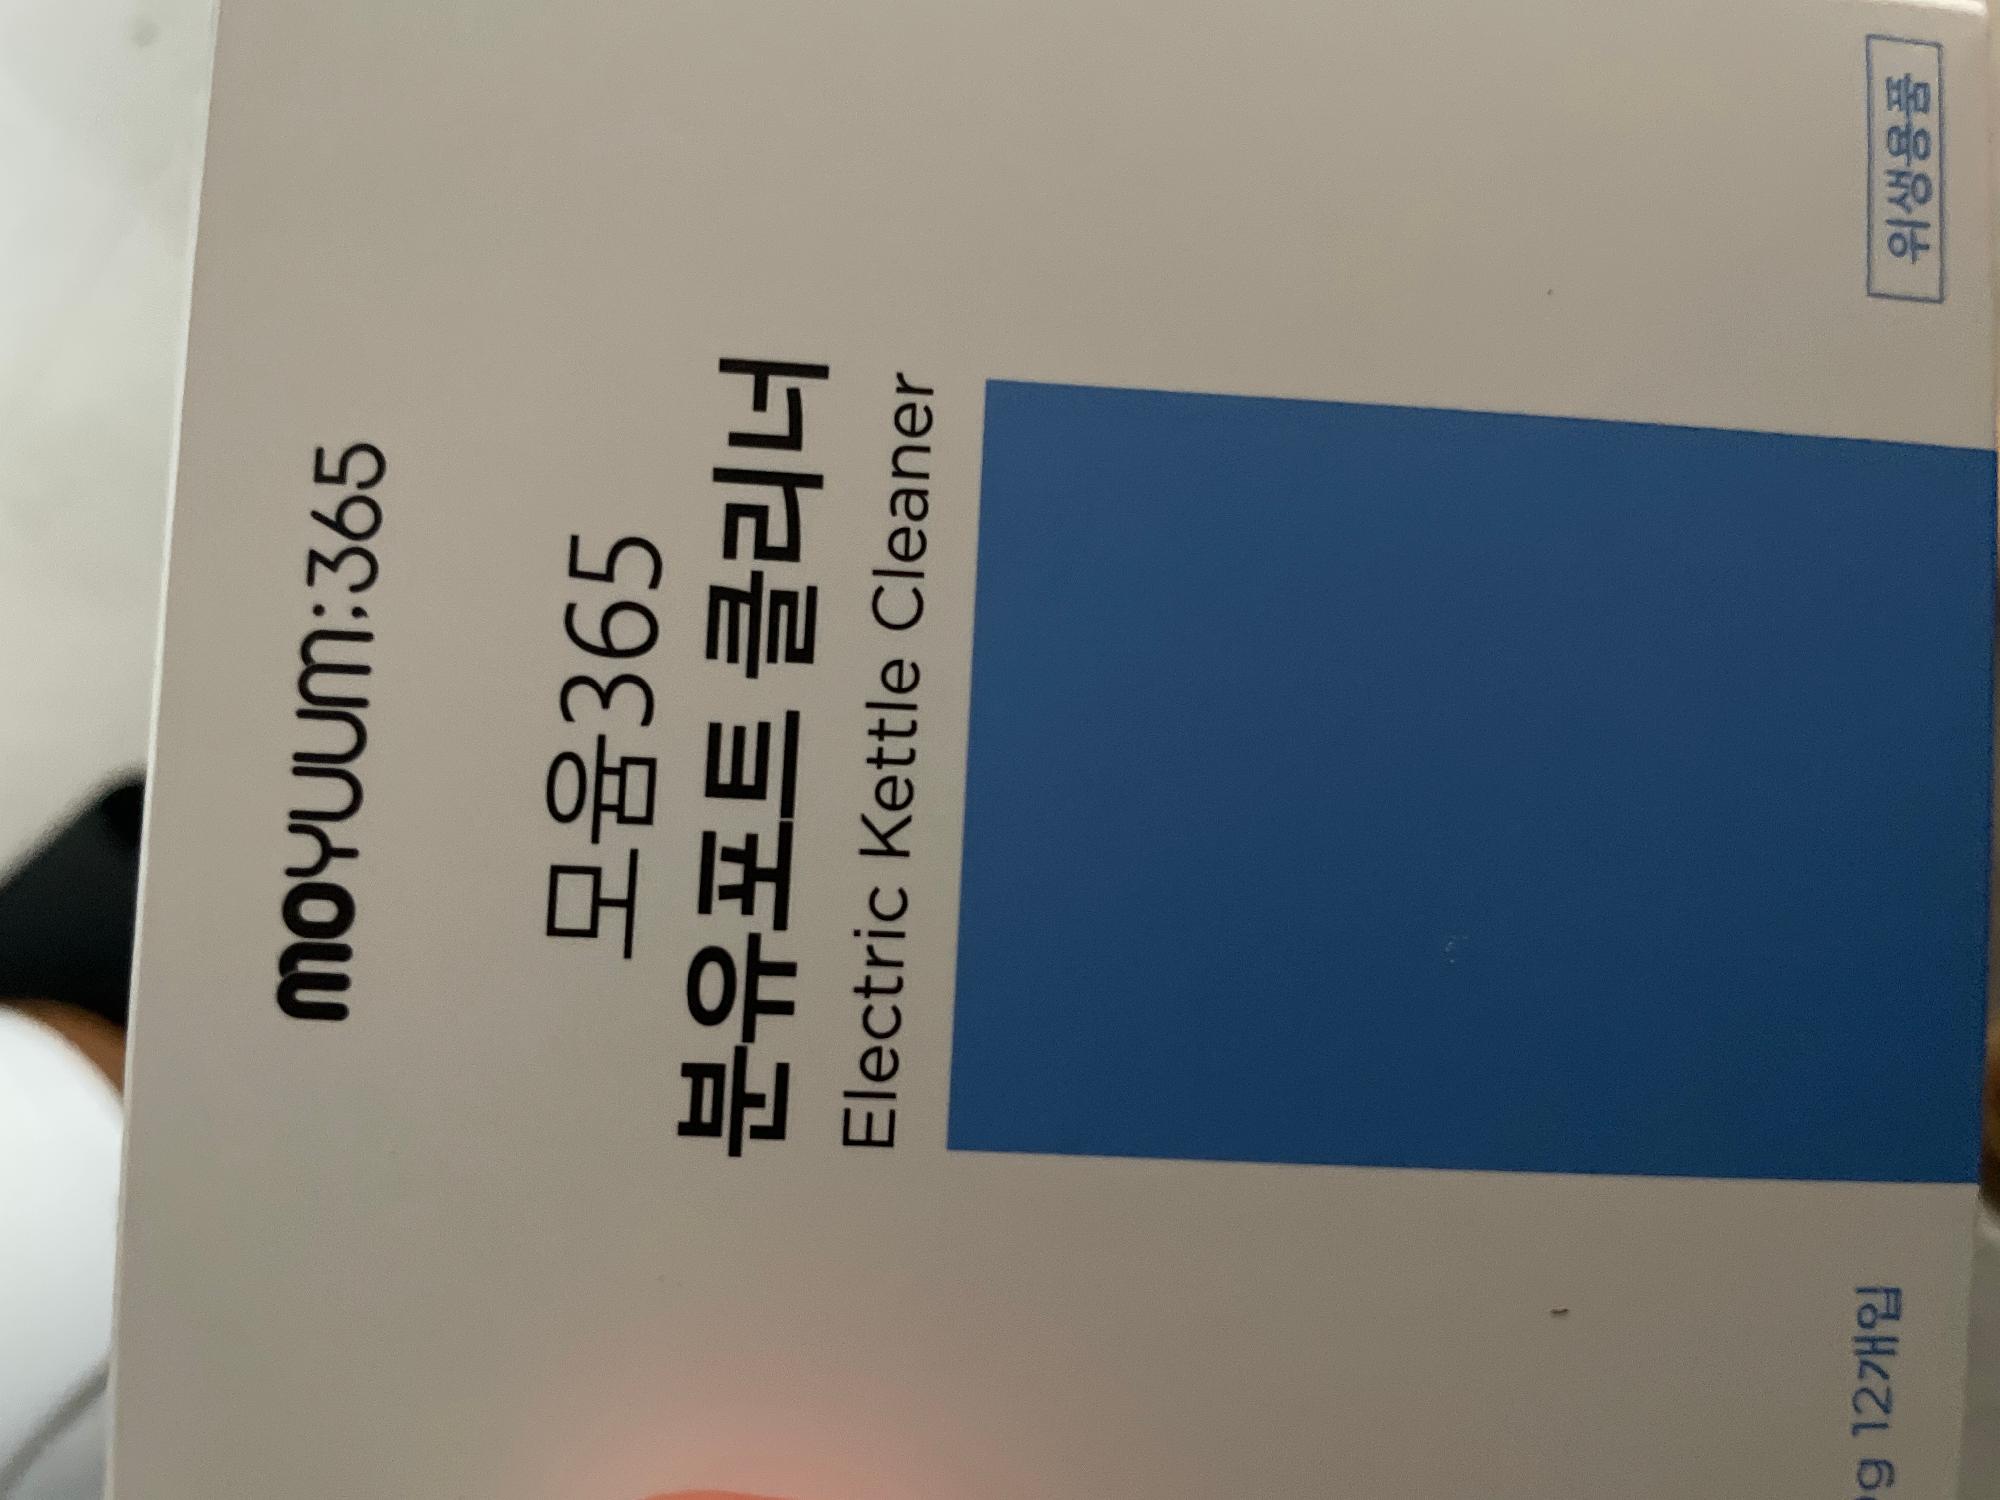 moyuum;365
모윰365
분유포트 클리너
Electric Kettle Cleaner
g 12개입
위생용품